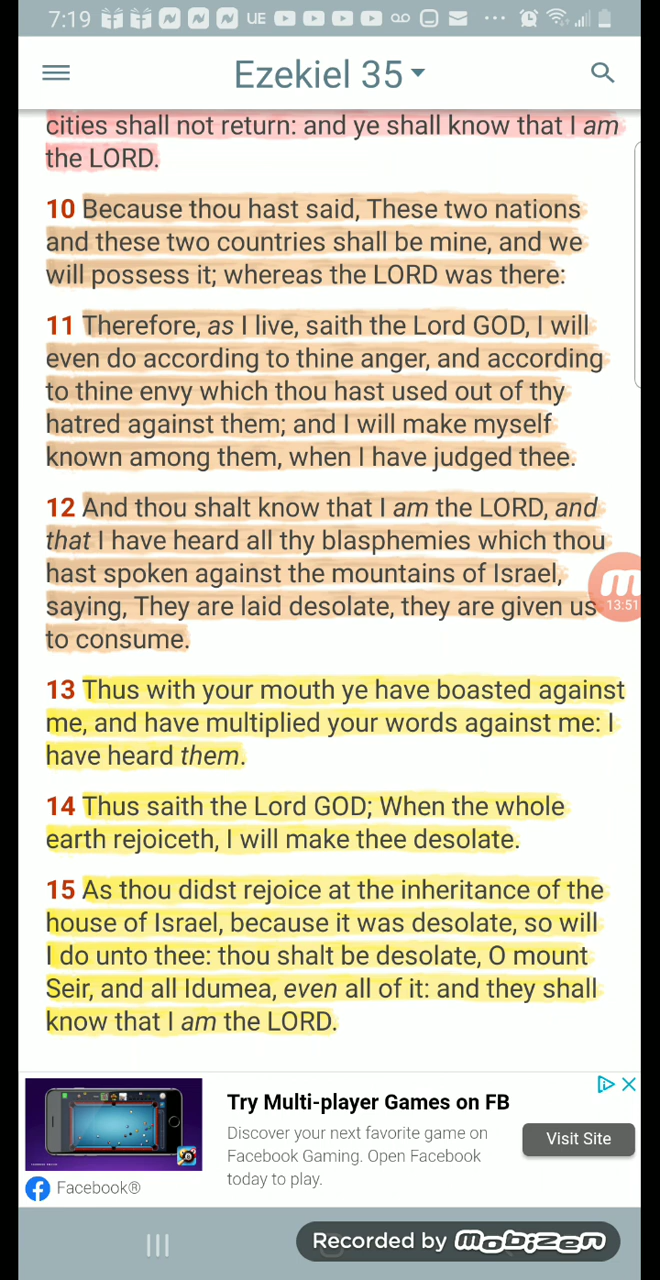 7:19 UE
Ezekiel 35
cities shall not return: and ye shall know that I am
the LORD.
10 Because thou hast said, These two nations
and these two countries shall be mine, and we
will possess it; whereas the LORD was there:
11 Therefore, as I live, saith the Lord GOD, I will
even do according to thine anger, and according
to thine envy which thou hast used out of thy
hatred against them; and I will make myself
known among them, when I have judged thee.
12 And thou shalt know that I am the LORD, and
that I have heard all thy blasphemies which thou
hast spoken against the mountains of Israel,
saying, They are laid desolate, they are given us
to consume.
13:51
13 Thus with your mouth ye have boasted against
me, and have multiplied your words against me: I
have heard them.
14 Thus saith the Lord GOD; When the whole
earth rejoiceth, I will make thee desolate.
15 As thou didst rejoice at the inheritance of the
house of Israel, because it was desolate, so will
I do unto thee: thou shalt be desolate, O mount
Seir, and all Idumea, even all of it: and they shall
know that I am the LORD.
Try Multi-player Games on FB
Discover your next favorite game on
Facebook Gaming. Open Facebook
today to play.
Visit Site
Facebook®
Recorded by mobizen